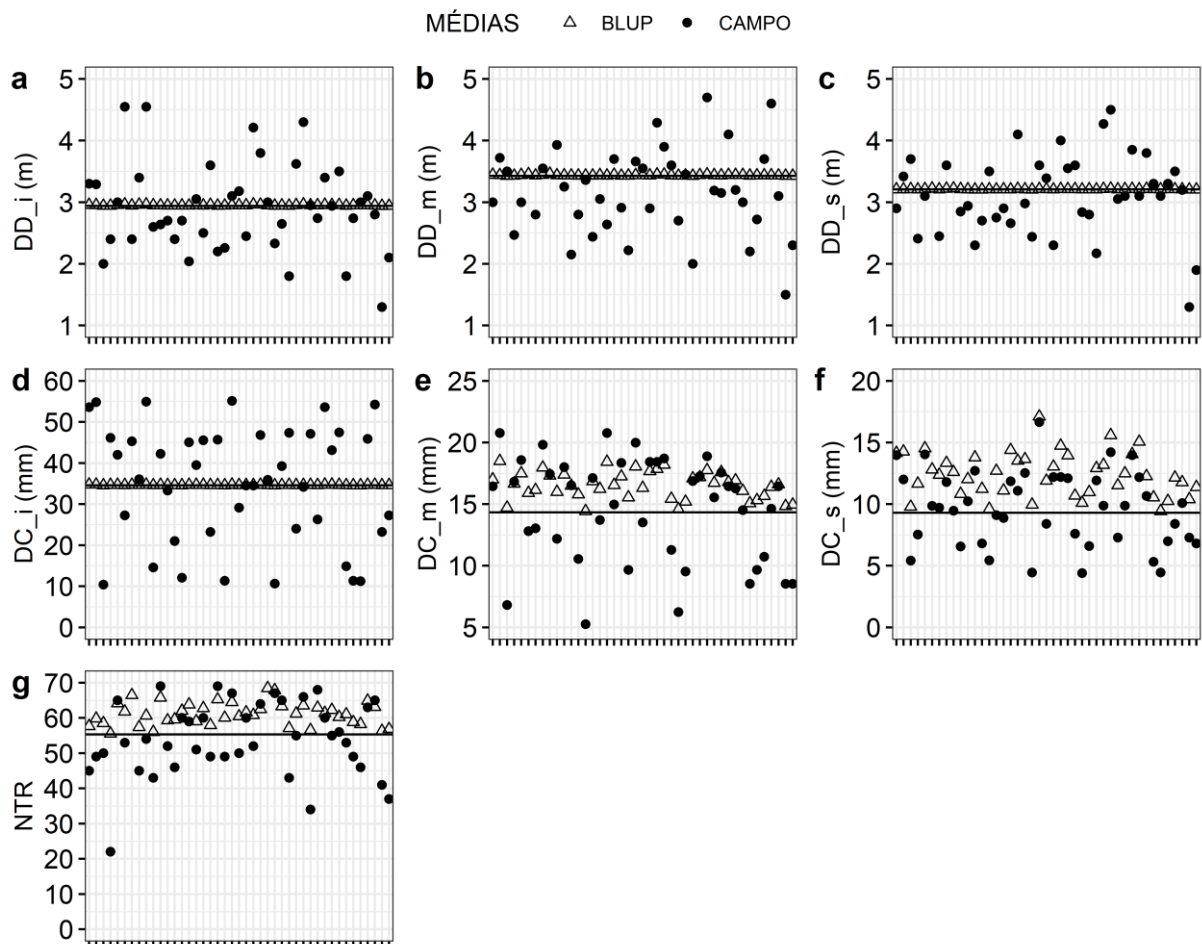 MÉDIAS △ BLUP ● CAMPO
a
5
4
3
2
1
DD_i (m)
b
5
4
3
2
1
DD_m (m)
c
5
4
3
2
1
DD_s (m)
d
60
50
40
30
20
10
0
DC_i (mm)
e
25
20
15
10
5
DC_m (mm)
f
20
15
10
5
0
DC_s (mm)
g
70
60
50
40
30
20
10
0
NTR